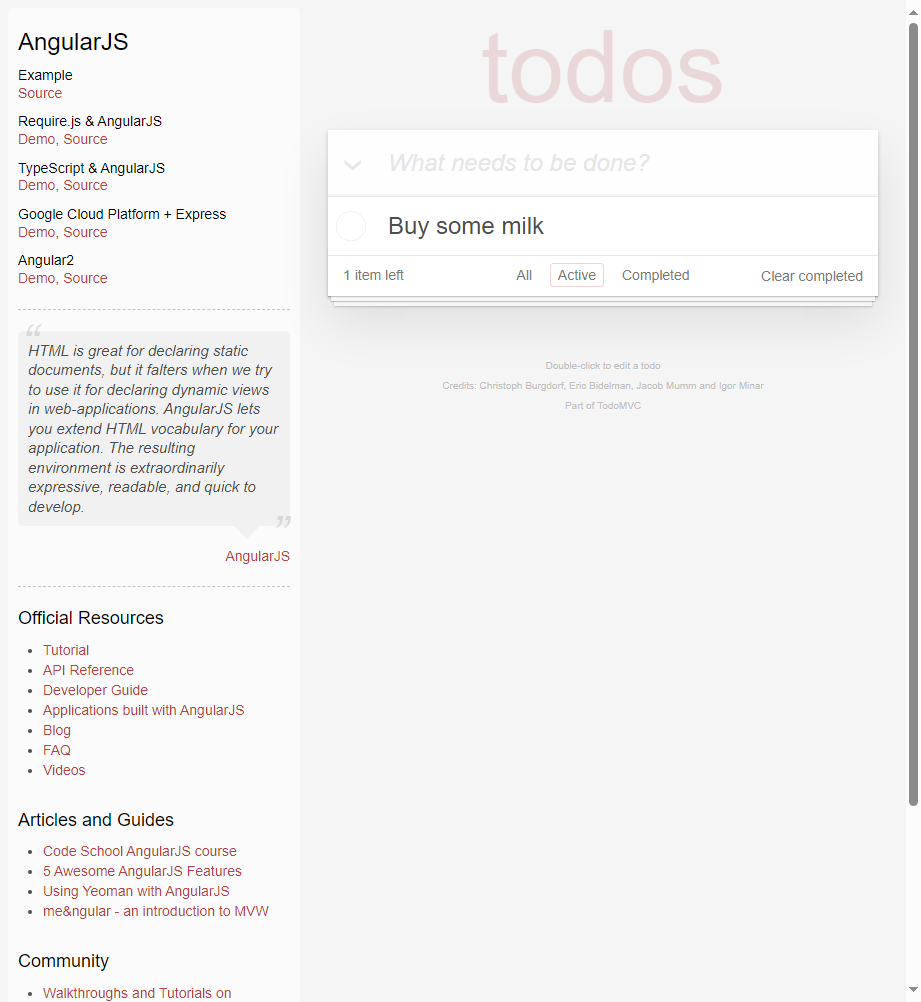 AngularJS
Example
Source
Require.js & AngularJS
Demo, Source
TypeScript & AngularJS
Demo, Source
Google Cloud Platform + Express
Demo, Source
Angular2
Demo, Source
“
HTML is great for declaring static
documents, but it falters when we try
to use it for declaring dynamic views
in web-applications. AngularJS lets
you extend HTML vocabulary for your
application. The resulting
environment is extraordinarily
expressive, readable, and quick to
develop.
”
AngularJS
Official Resources
• Tutorial
• API Reference
• Developer Guide
• Applications built with AngularJS
• Blog
• FAQ
• Videos
Articles and Guides
• Code School AngularJS course
• 5 Awesome AngularJS Features
• Using Yeoman with AngularJS
• me&ngular - an introduction to MVW
Community
• Walkthroughs and Tutorials on
todos
What needs to be done?
Buy some milk
1 item left All Active Completed Clear completed
Double-click to edit a todo
Credits: Christoph Burgdorf, Eric Bidelman, Jacob Mumm and Igor Minar
Part of TodoMVC